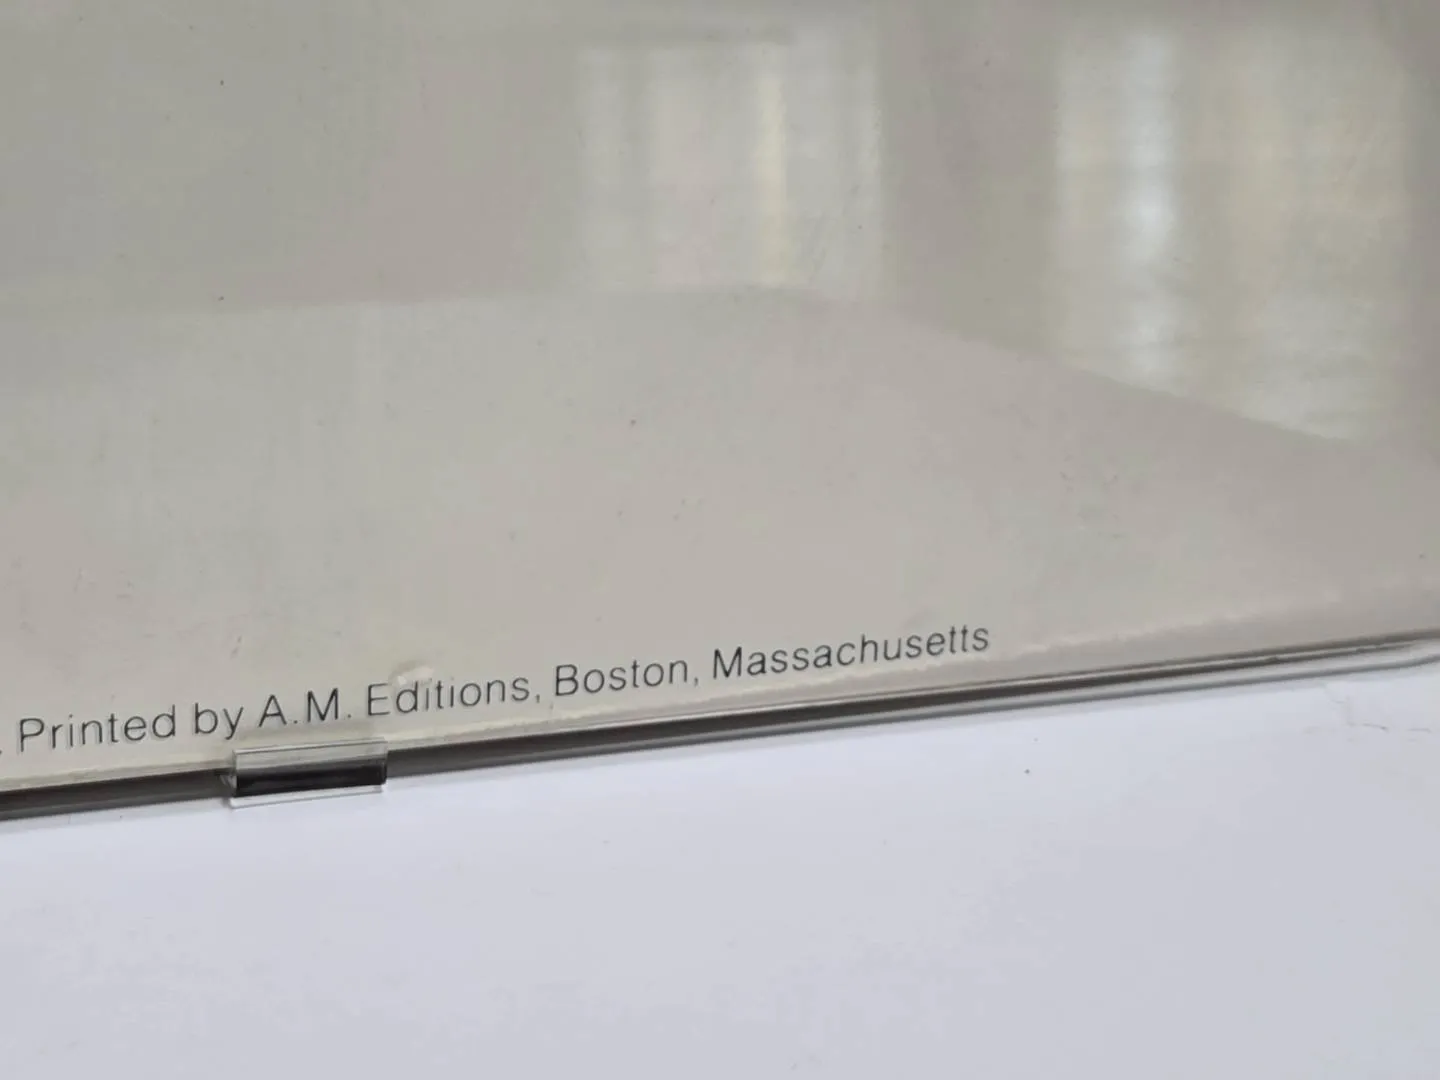 . Printed by A.M. Editions, Boston, Massachusetts